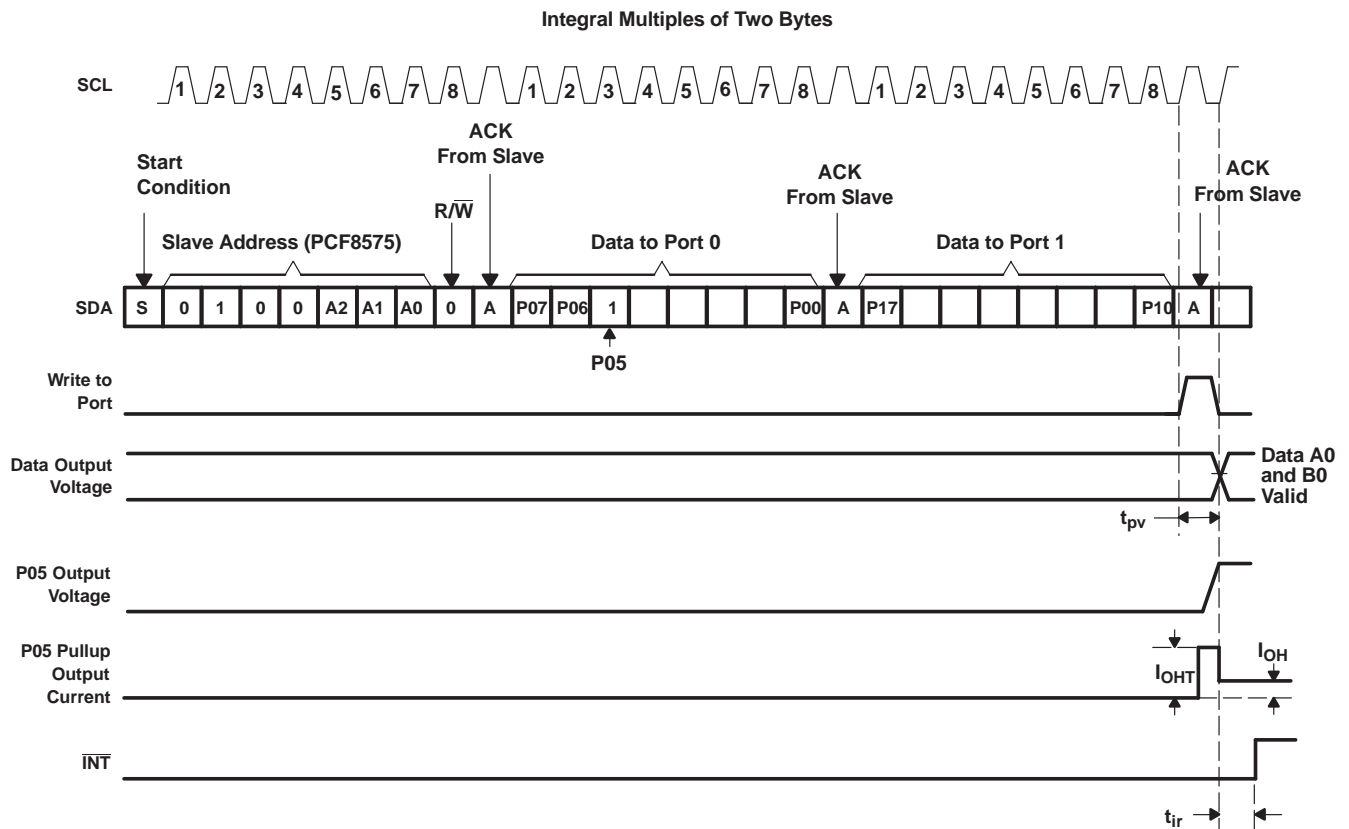 Integral Multiples of Two Bytes
SCL
1 2 3 4 5 6 7 8 1 2 3 4 5 6 7 8 1 2 3 4 5 6 7 8
Start
Condition
R/W̅
ACK
From Slave
ACK
From Slave
ACK
From Slave
Slave Address (PCF8575)
Data to Port 0
Data to Port 1
SDA
S 0 1 0 0 A2 A1 A0 0 A P07 P06 1 P00 A P17 P10 A
P05
Write to
Port
Data Output
Voltage
Data A0
and B0
Valid
tpv
P05 Output
Voltage
P05 Pullup
Output
Current
IOHT
IOH
I̅N̅T̅
tir